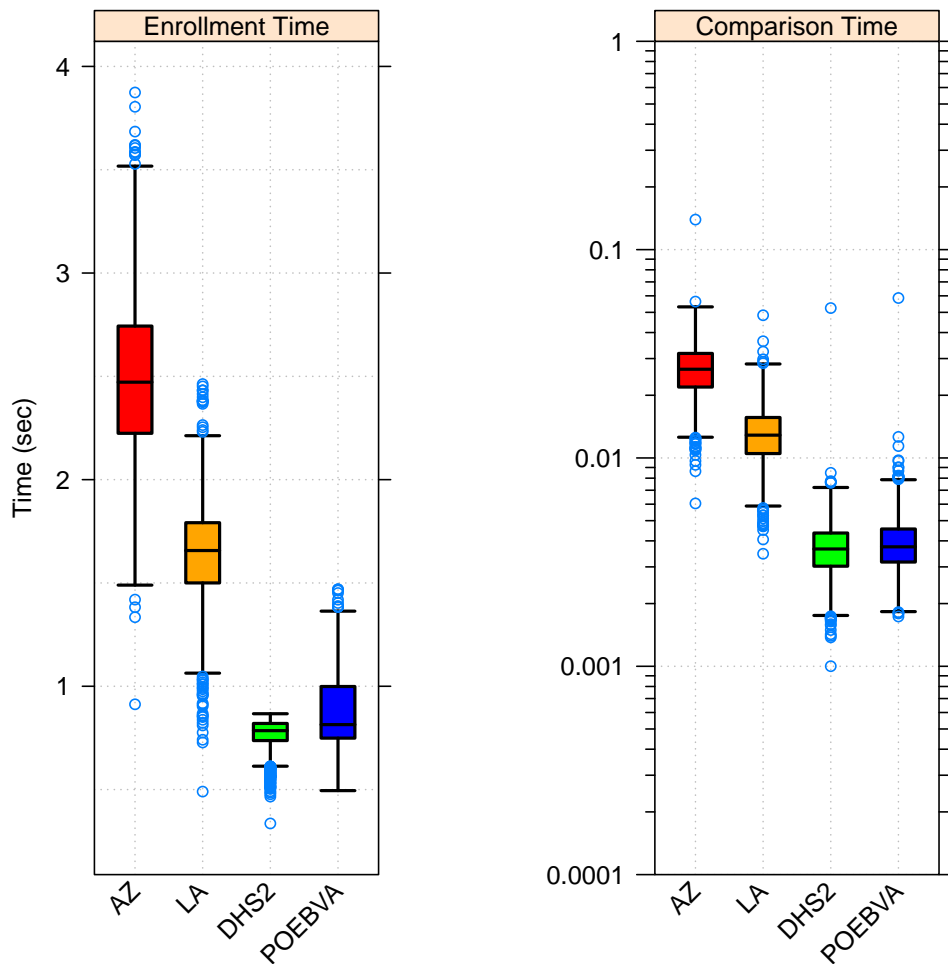 Enrollment Time
Time (sec)
4
3
2
1
AZ
LA
DHS2
POEBVA
Comparison Time
1
0.1
0.01
0.001
0.0001
AZ
LA
DHS2
POEBVA